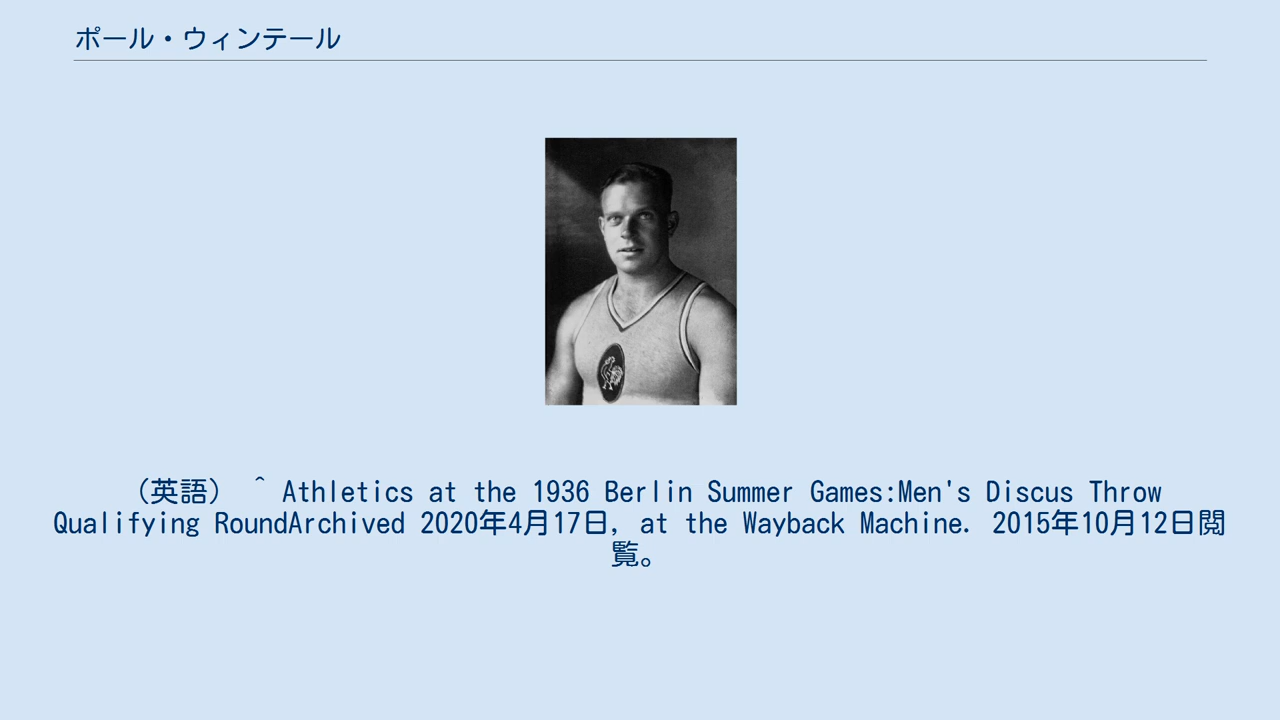 ポール・ウィンテール
（英語） ^ Athletics at the 1936 Berlin Summer Games:Men's Discus Throw
Qualifying RoundArchived 2020年4月17日, at the Wayback Machine. 2015年10月12日閲
覧。